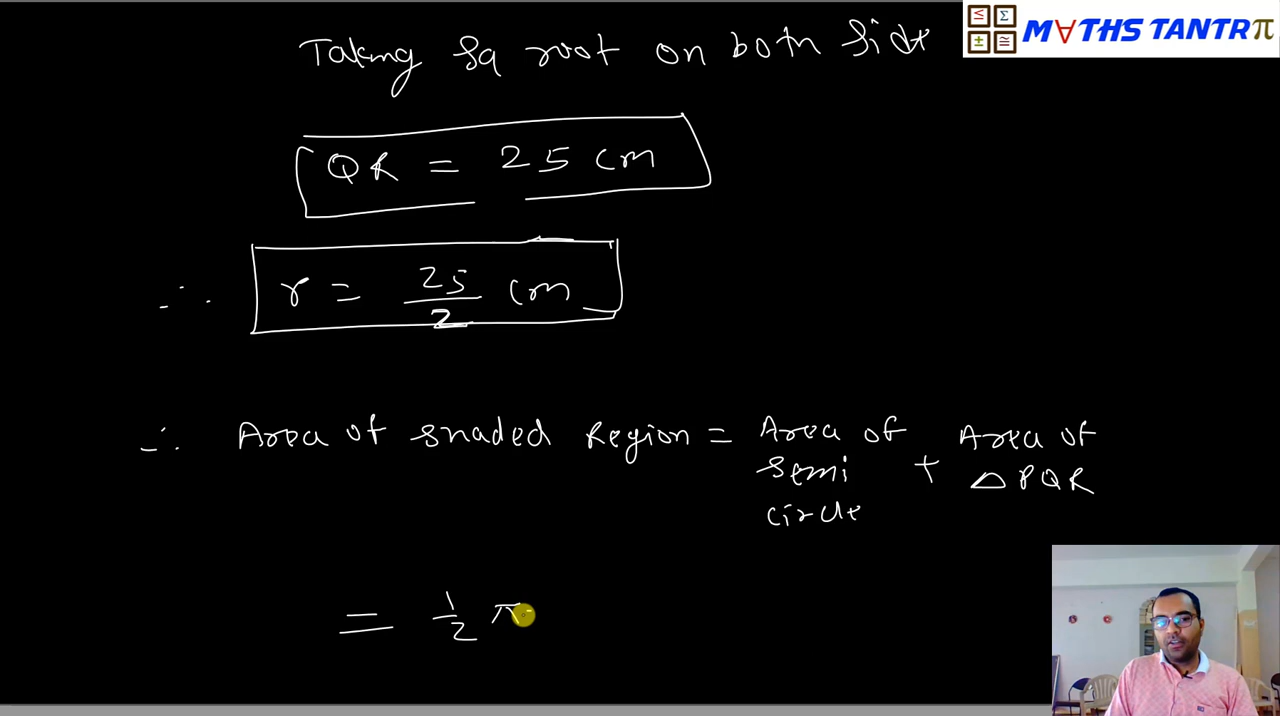 ≤ Σ ± ≅ M∀THS TANTRπ
Taking Sq root on both Side
QR = 25 cm
∴ r = 25/2 cm
∴ Area of Shaded Region = Area of Semi circle + Area of △PQR
= 1/2 π